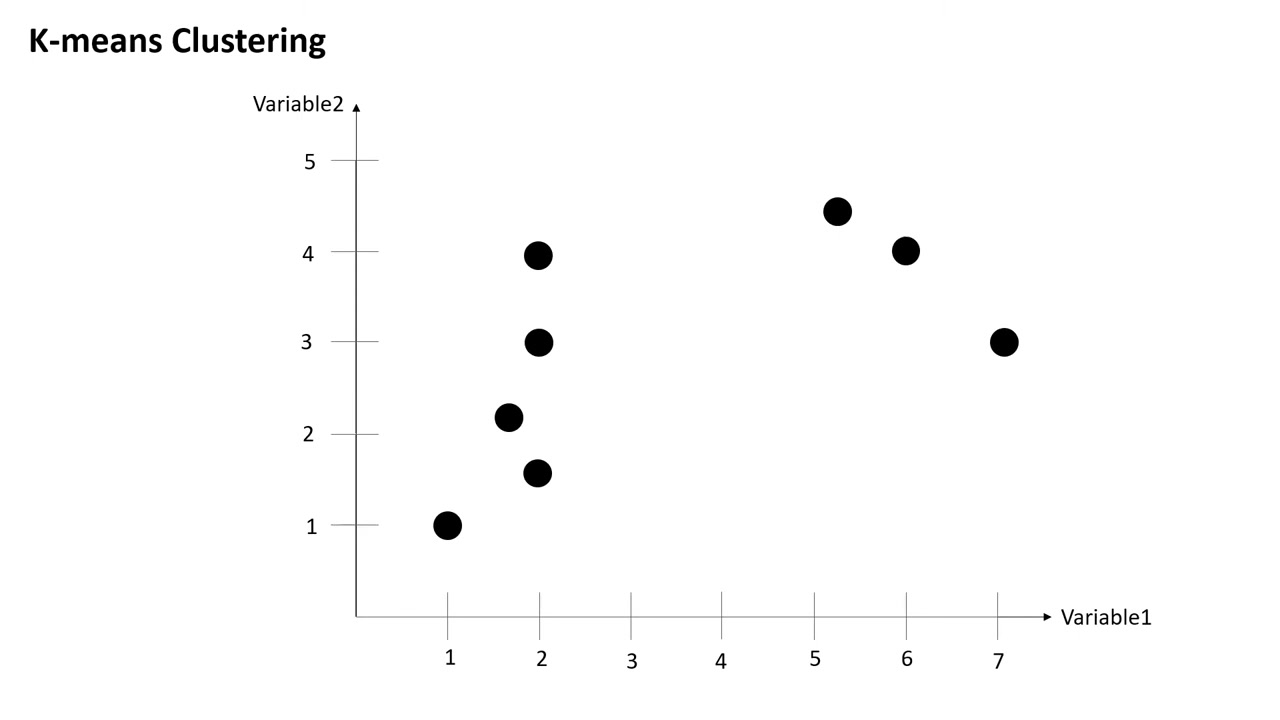 K-means Clustering
Variable2
5
4
3
2
1
Variable1
1 2 3 4 5 6 7